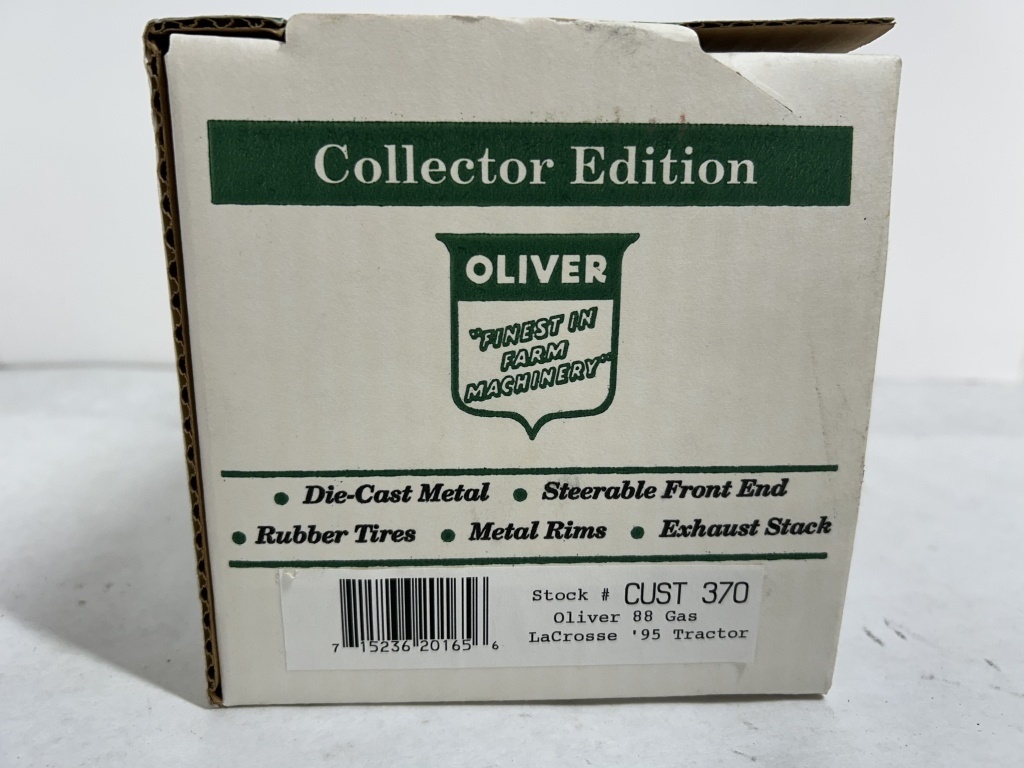 Collector Edition
OLIVER
"FINEST IN
FARM
MACHINERY"
• Die-Cast Metal • Steerable Front End
• Rubber Tires • Metal Rims • Exhaust Stack
Stock # CUST 370
Oliver 88 Gas
LaCrosse '95 Tractor
7 15236 20165 6